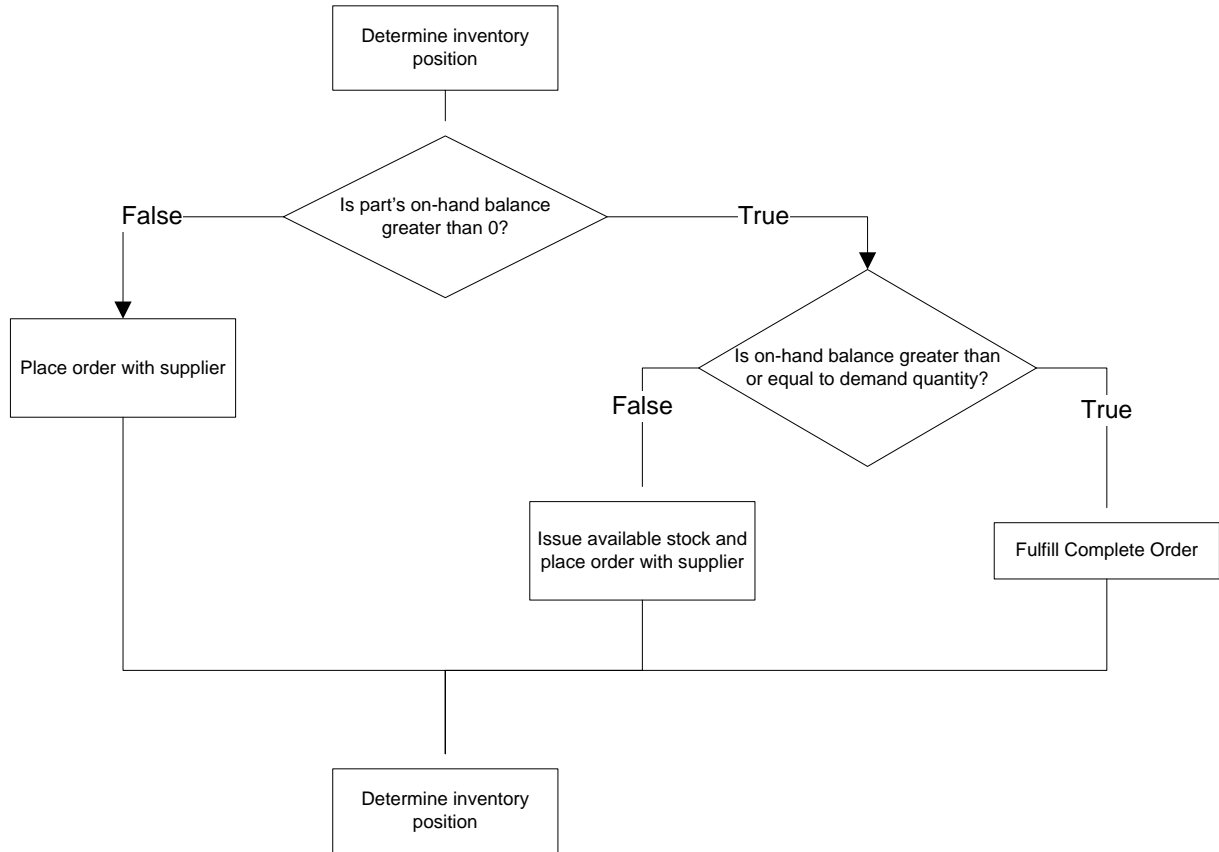 Determine inventory
position
Is part's on-hand balance
greater than 0?
False
True
Place order with supplier
Is on-hand balance greater than
or equal to demand quantity?
False
True
Issue available stock and
place order with supplier
Fulfill Complete Order
Determine inventory
position